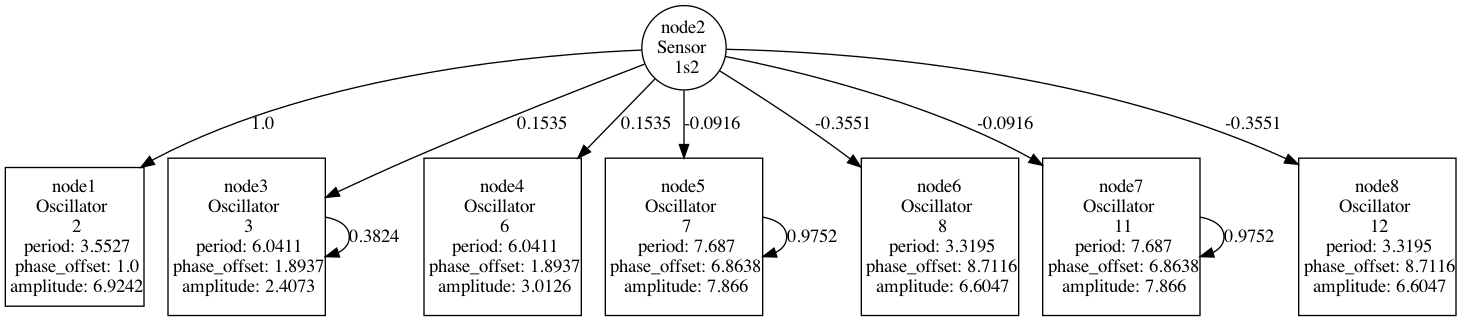 node2
Sensor
1s2
1.0
0.1535
0.1535
-0.0916
-0.3551
-0.0916
-0.3551
node1
Oscillator
2
period: 3.5527
phase_offset: 1.0
amplitude: 6.9242
node3
Oscillator
3
period: 6.0411
phase_offset: 1.8937
amplitude: 2.4073
0.3824
node4
Oscillator
6
period: 6.0411
phase_offset: 1.8937
amplitude: 3.0126
node5
Oscillator
7
period: 7.687
phase_offset: 6.8638
amplitude: 7.866
0.9752
node6
Oscillator
8
period: 3.3195
phase_offset: 8.7116
amplitude: 6.6047
node7
Oscillator
11
period: 7.687
phase_offset: 6.8638
amplitude: 7.866
0.9752
node8
Oscillator
12
period: 3.3195
phase_offset: 8.7116
amplitude: 6.6047